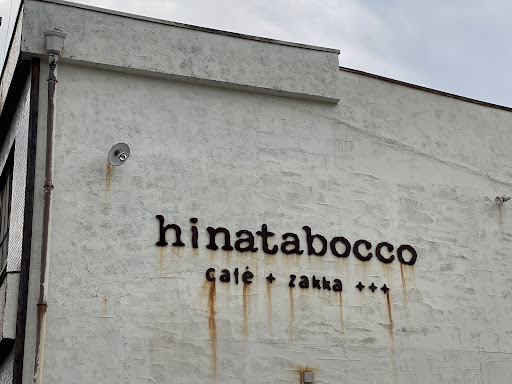 hinatabocco
café + zakka +++